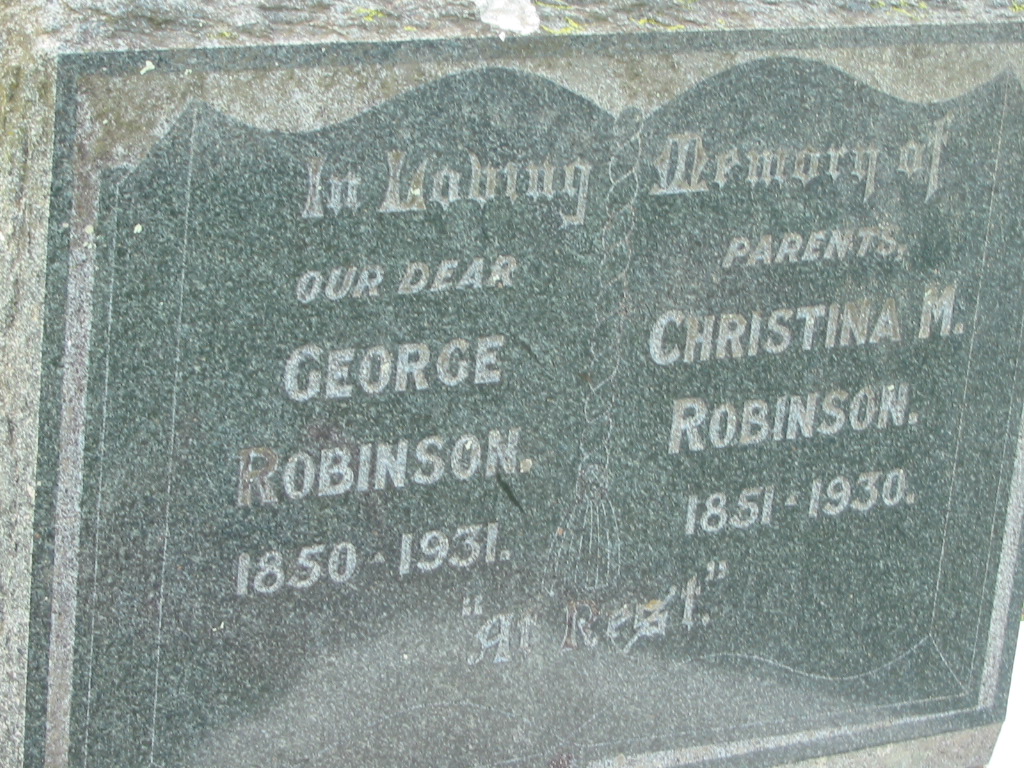 In Loving Memory of
OUR DEAR PARENTS,
GEORGE
ROBINSON.
1850 - 1931.
CHRISTINA M.
ROBINSON.
1851 - 1930.
"At Rest."